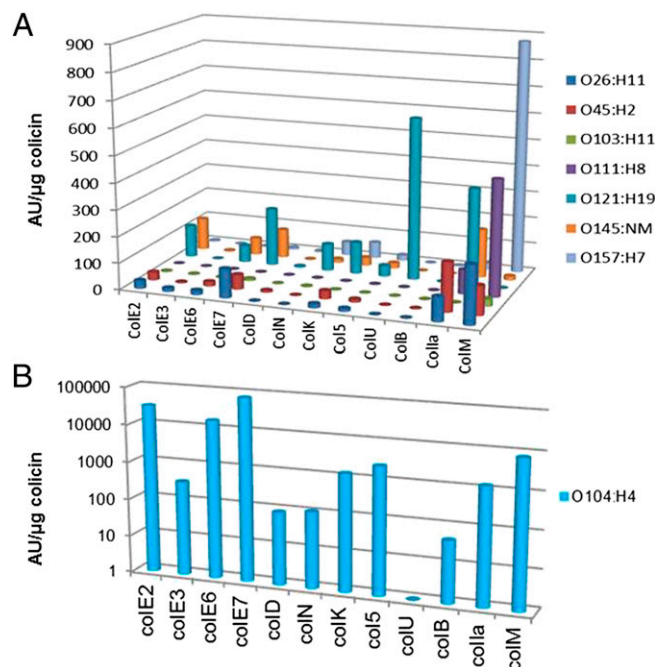 A
AU/µg colicin
900
800
700
600
500
400
300
200
100
0
ColE2
ColE3
ColE6
ColE7
ColD
ColN
ColK
Col5
ColU
ColB
ColIa
ColM
O26:H11
O45:H2
O103:H11
O111:H8
O121:H19
O145:NM
O157:H7
B
AU/µg colicin
100000
10000
1000
100
10
1
colE2
colE3
colE6
colE7
colD
colN
colK
col5
colU
colB
colIa
colM
O104:H4